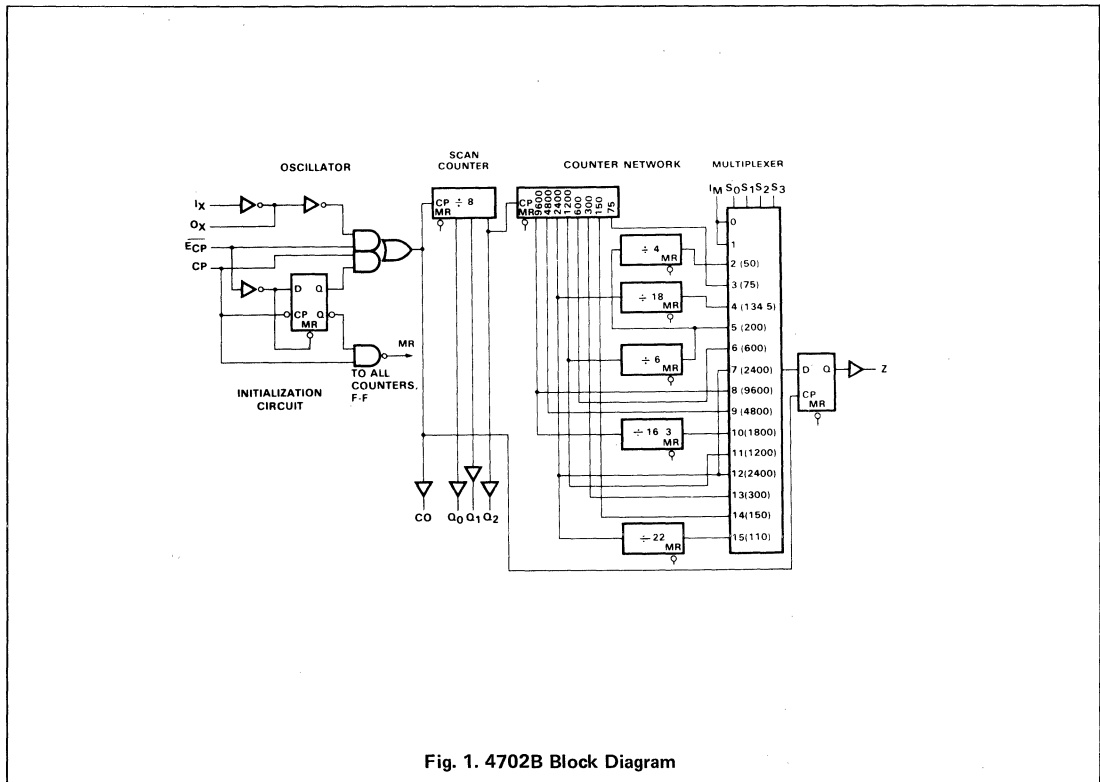 OSCILLATOR
SCAN
COUNTER
COUNTER NETWORK
MULTIPLEXER
IX
OX
ECP
CP
CP ÷ 8
MR
CP
MR
9600
4800
2400
1200
600
300
150
75
IM S0 S1 S2 S3
0
1
2 (50)
3 (75)
4 (134 5)
5 (200)
6 (600)
7 (2400)
8 (9600)
9 (4800)
10 (1800)
11 (1200)
12 (2400)
13 (300)
14 (150)
15 (110)
÷ 4
MR
÷ 18
MR
÷ 6
MR
÷ 16 3
MR
÷ 22
MR
D Q
CP Q
MR
MR
TO ALL
COUNTERS,
F-F
INITIALIZATION
CIRCUIT
CO Q0 Q1 Q2
D Q
CP
MR
Z
Fig. 1. 4702B Block Diagram